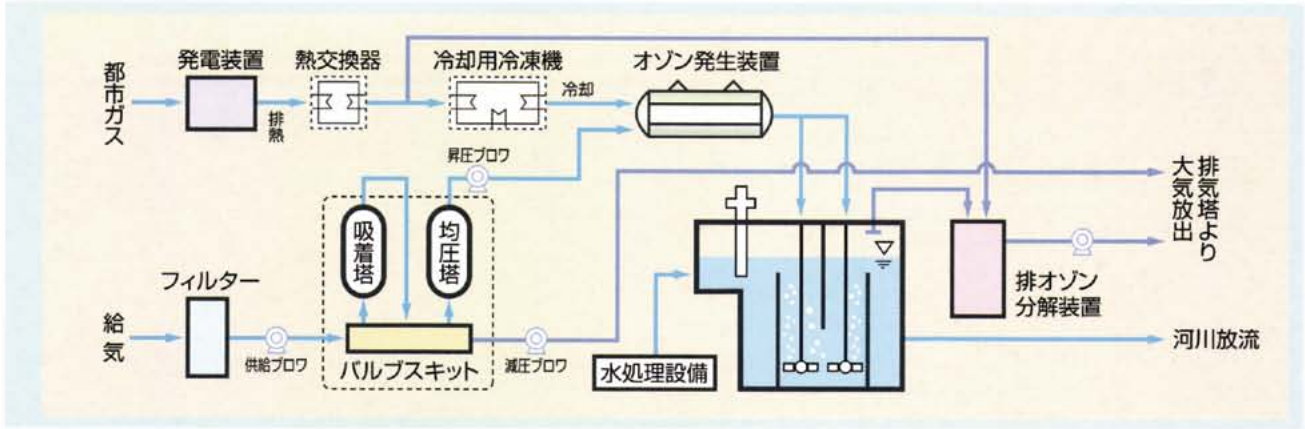 都市ガス
発電装置
排熱
熱交換器
冷却用冷凍機
冷却
オゾン発生装置
昇圧ブロワ
吸着塔
均圧塔
排気塔より
大気放出
フィルター
給気
供給ブロワ
バルブスキット
減圧ブロワ
水処理設備
排オゾン
分解装置
河川放流